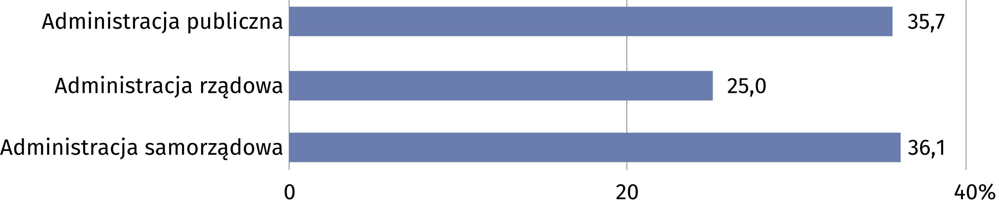 Administracja publiczna 35,7
Administracja rządowa 25,0
Administracja samorządowa 36,1
0 20 40%